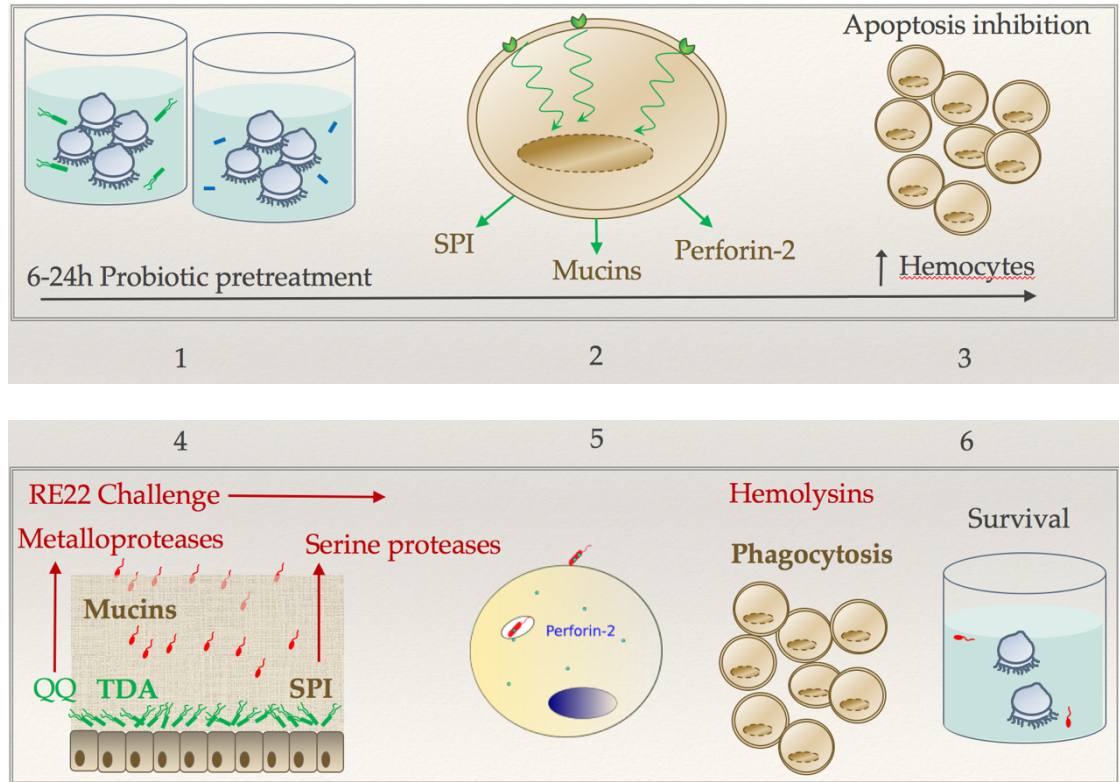 Apoptosis inhibition
SPI
Mucins
Perforin-2
6-24h Probiotic pretreatment
Hemocytes
1
2
3
4
5
6
RE22 Challenge
Hemolysins
Survival
Metalloproteases
Serine proteases
Phagocytosis
Mucins
Perforin-2
QQ
TDA
SPI